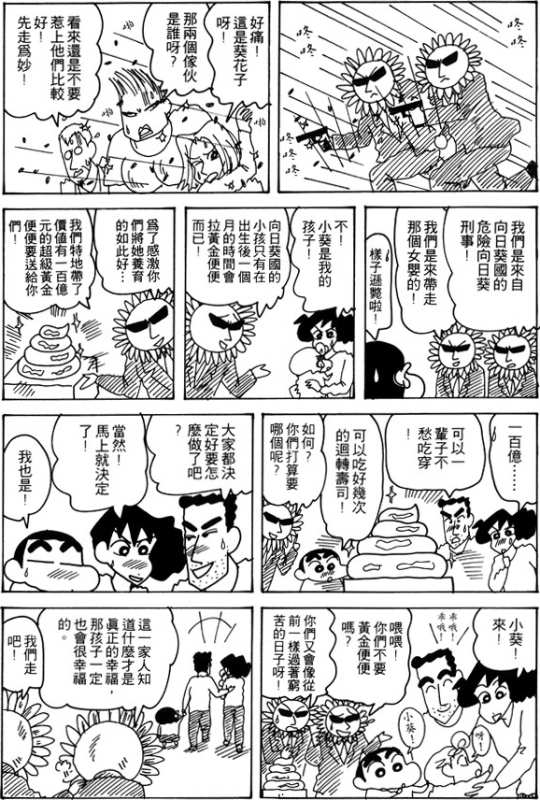 咚
咚
咚
咚
咚
好痛！
這是葵花子
呀？
那兩個傢伙
是誰呀？
看來還是不要
惹上他們比較
好！
先走爲妙！
我們是來自
向日葵國的
危險向日葵
刑事！
我們是來帶走
那個女嬰的！
樣子遜斃啦！
不！
小葵是我的
孩子！
向日葵國的
小孩只有在
出生後一個
月的時間會
拉黃金便便
而已！
爲了感激你
們將她養育
的如此好…
我們特地帶了
價值有一百億
元的超級黃金
便便要送給你
們！
一百億……
可以一
輩子不
愁吃穿
！
可以吃好幾次
的迴轉壽司！
如何？
你們打算要
哪個呢？
大家都決
定好要怎
麼做了吧
？
當然！
馬上就決定
了！
我也是！
小葵！
來！
乖哦！
乖哦！
小葵！
呀！
喂喂！
你們不要
黃金便便
嗎？
你們又會像從
前一樣過著窮
苦的日子呀！
這一家人知
道什麼才是
眞正的幸福，
那孩子一定
也會很幸福
的。
我們走
吧！